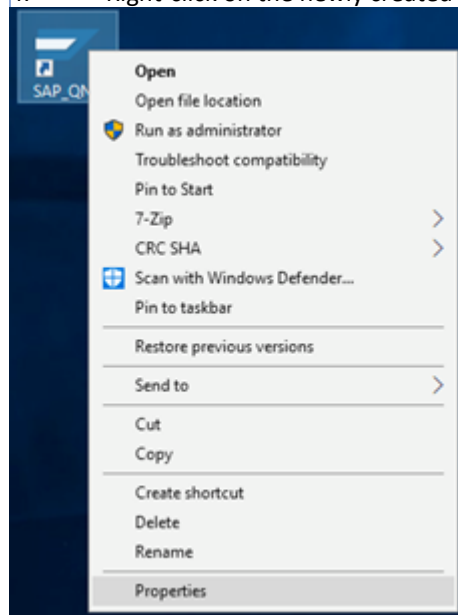 Right-click on the newly created
SAP_QN
Open
Open file location
Run as administrator
Troubleshoot compatibility
Pin to Start
7-Zip
CRC SHA
Scan with Windows Defender...
Pin to taskbar
Restore previous versions
Send to
Cut
Copy
Create shortcut
Delete
Rename
Properties